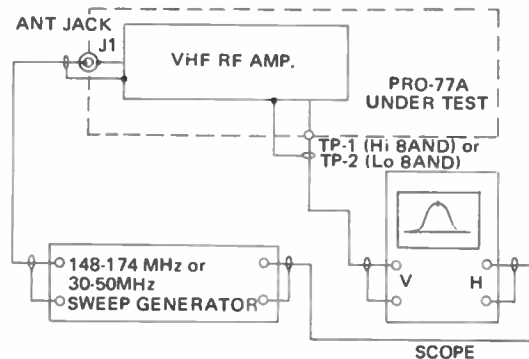 ANT JACK
J1
VHF RF AMP.
PRO-77A
UNDER TEST
TP-1 (Hi 8AND) or
TP-2 (Lo 8AND)
148-174 MHz or
30-50MHz
SWEEP GENERATOR
V H
SCOPE